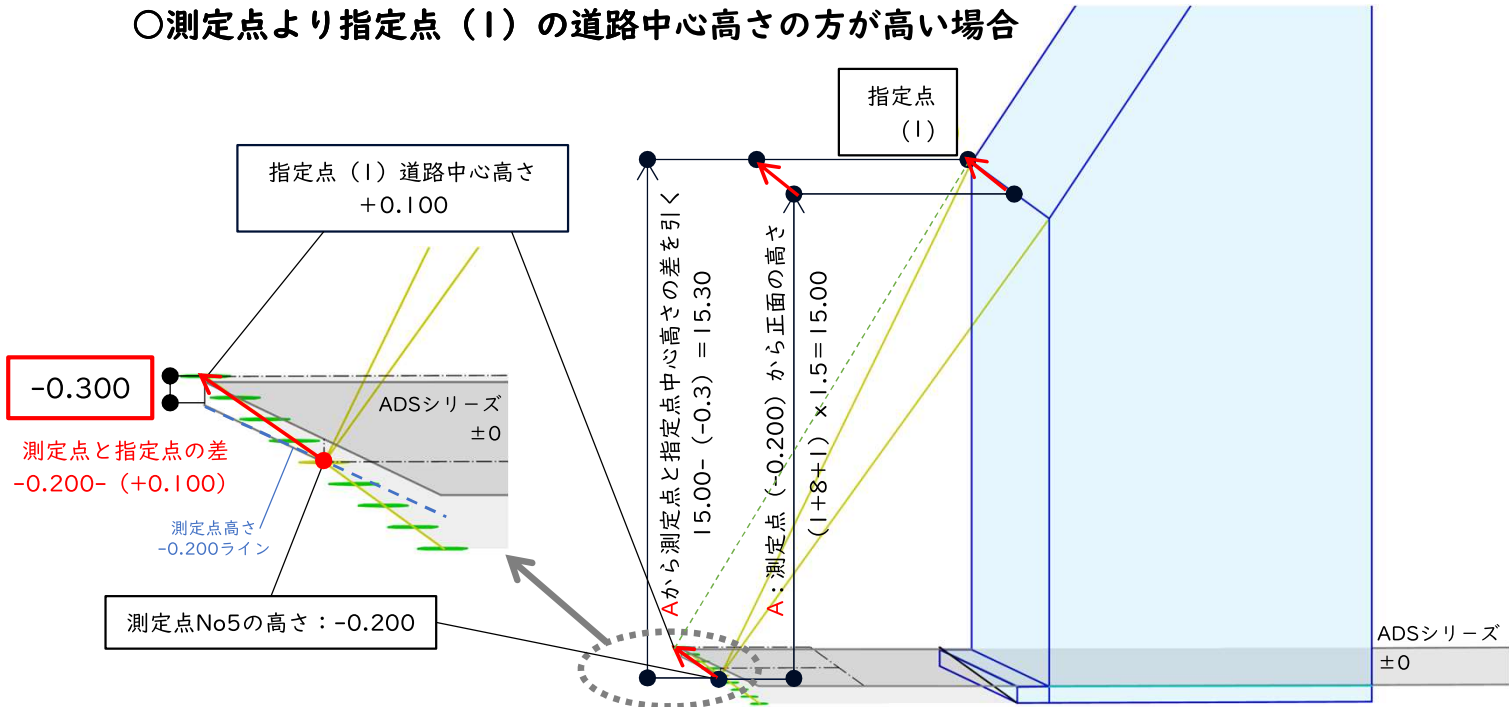 ○測定点より指定点（1）の道路中心高さの方が高い場合
指定点
(1)
指定点（1）道路中心高さ
+0.100
Aから測定点と指定点中心高さの差を引く
15.00-(-0.3)=15.30
A：測定点（-0.200）から正面の高さ
(1+8+1)×1.5=15.00
-0.300
ADSシリーズ
±0
測定点と指定点の差
-0.200-（+0.100）
測定点高さ
-0.200ライン
測定点No5の高さ：-0.200
ADSシリーズ
±0